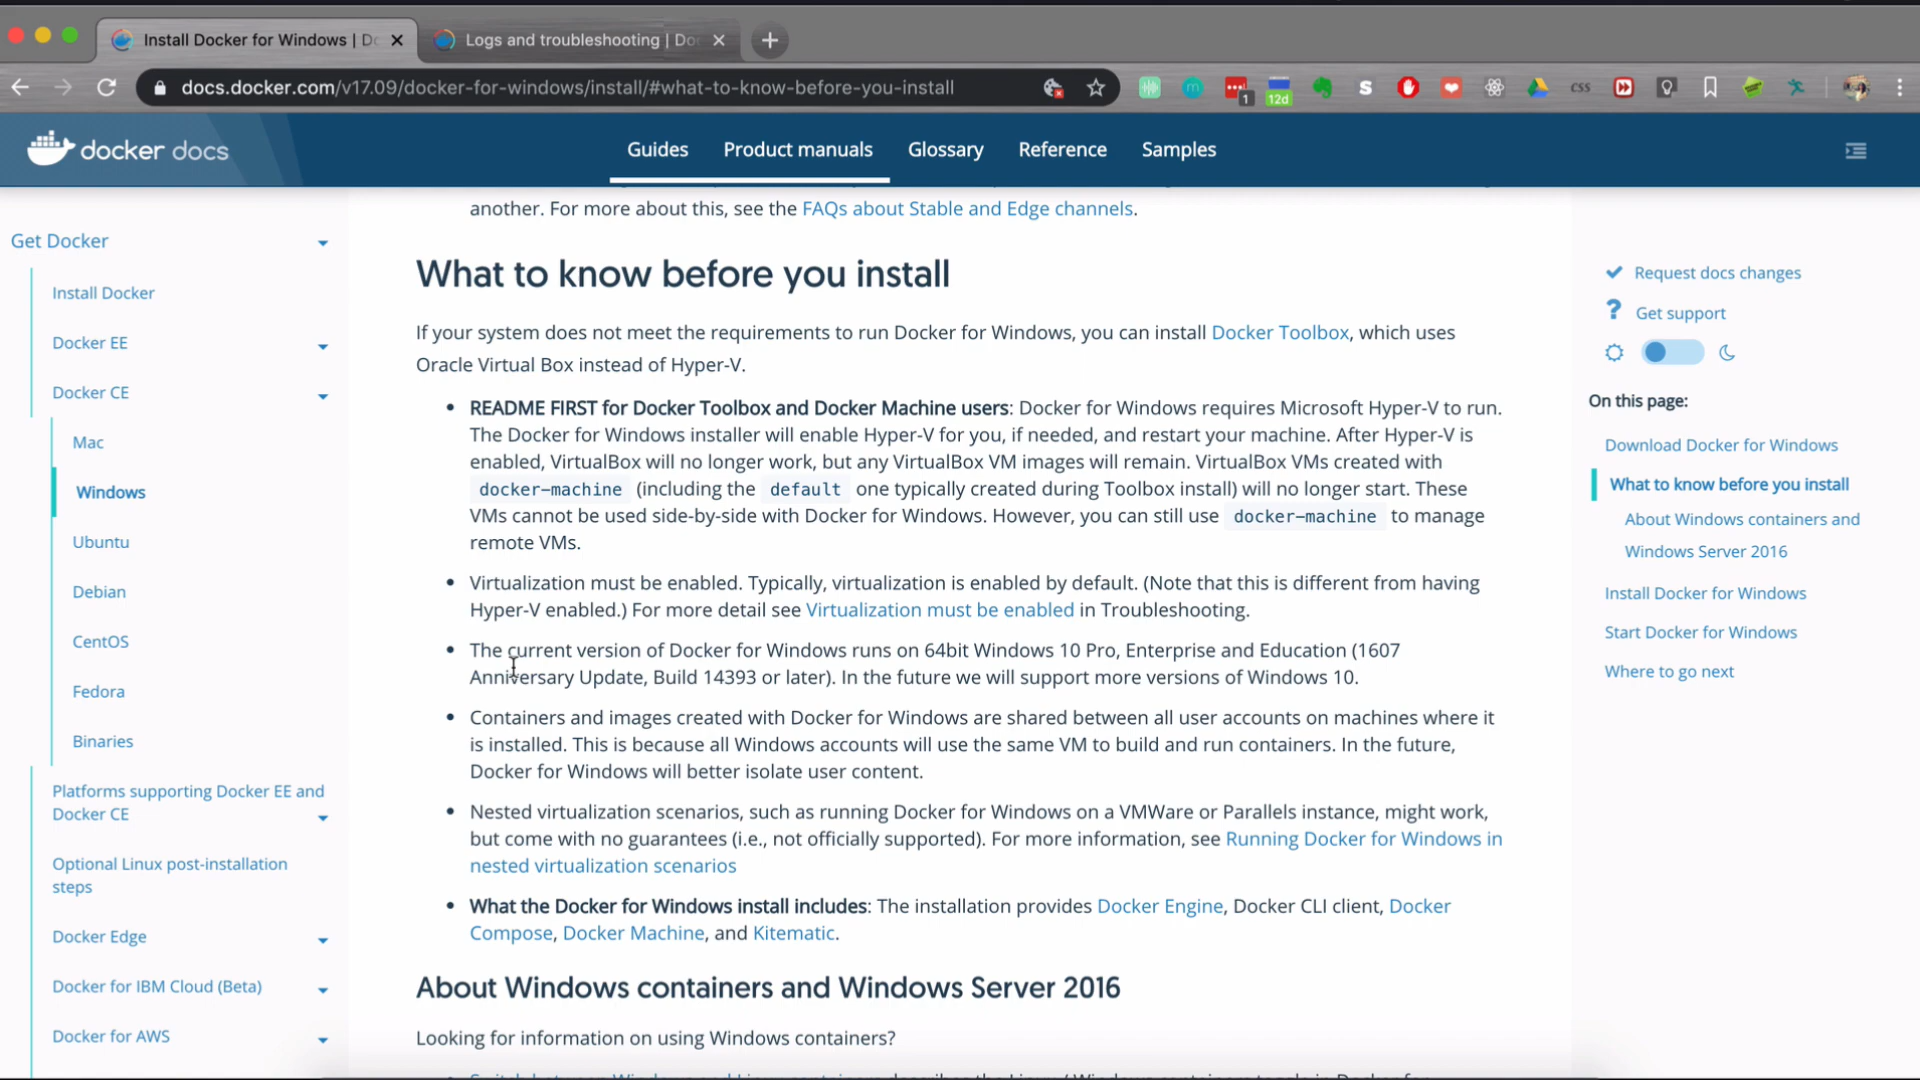 Install Docker for Windows | Do
Logs and troubleshooting | Doc
docs.docker.com/v17.09/docker-for-windows/install/#what-to-know-before-you-install
1
12d
css
docker docs
Guides
Product manuals
Glossary
Reference
Samples
Get Docker
Install Docker
Docker EE
Docker CE
Mac
Windows
Ubuntu
Debian
CentOS
Fedora
Binaries
Platforms supporting Docker EE and
Docker CE
Optional Linux post-installation
steps
Docker Edge
Docker for IBM Cloud (Beta)
Docker for AWS
another. For more about this, see the FAQs about Stable and Edge channels.
What to know before you install
If your system does not meet the requirements to run Docker for Windows, you can install Docker Toolbox, which uses
Oracle Virtual Box instead of Hyper-V.
• README FIRST for Docker Toolbox and Docker Machine users: Docker for Windows requires Microsoft Hyper-V to run.
The Docker for Windows installer will enable Hyper-V for you, if needed, and restart your machine. After Hyper-V is
enabled, VirtualBox will no longer work, but any VirtualBox VM images will remain. VirtualBox VMs created with
docker-machine (including the default one typically created during Toolbox install) will no longer start. These
VMs cannot be used side-by-side with Docker for Windows. However, you can still use docker-machine to manage
remote VMs.
• Virtualization must be enabled. Typically, virtualization is enabled by default. (Note that this is different from having
Hyper-V enabled.) For more detail see Virtualization must be enabled in Troubleshooting.
• The current version of Docker for Windows runs on 64bit Windows 10 Pro, Enterprise and Education (1607
Anniversary Update, Build 14393 or later). In the future we will support more versions of Windows 10.
• Containers and images created with Docker for Windows are shared between all user accounts on machines where it
is installed. This is because all Windows accounts will use the same VM to build and run containers. In the future,
Docker for Windows will better isolate user content.
• Nested virtualization scenarios, such as running Docker for Windows on a VMWare or Parallels instance, might work,
but come with no guarantees (i.e., not officially supported). For more information, see Running Docker for Windows in
nested virtualization scenarios
• What the Docker for Windows install includes: The installation provides Docker Engine, Docker CLI client, Docker
Compose, Docker Machine, and Kitematic.
About Windows containers and Windows Server 2016
Looking for information on using Windows containers?
Request docs changes
Get support
On this page:
Download Docker for Windows
What to know before you install
About Windows containers and
Windows Server 2016
Install Docker for Windows
Start Docker for Windows
Where to go next